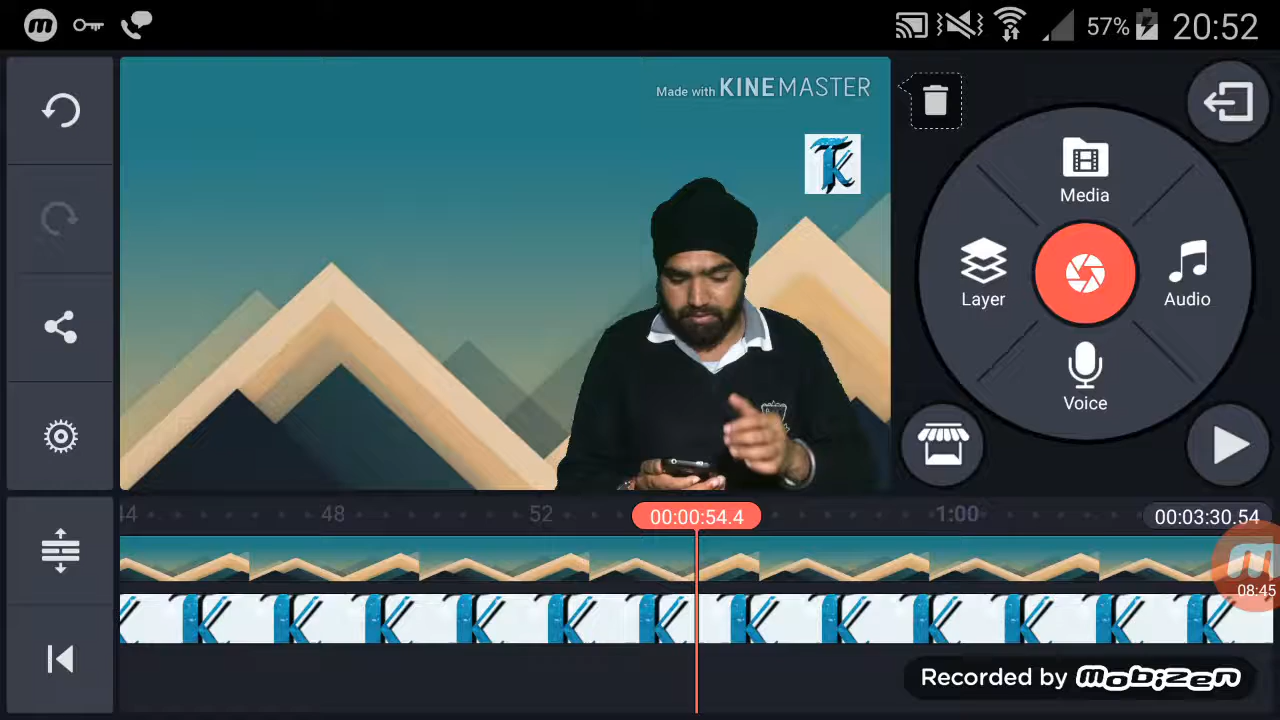 57% 20:52
Made with KINEMASTER
TK
Media
Layer
Audio
Voice
44 48 52 00:00:54.4 1:00 00:03:30.54
08:45
Recorded by mobizen